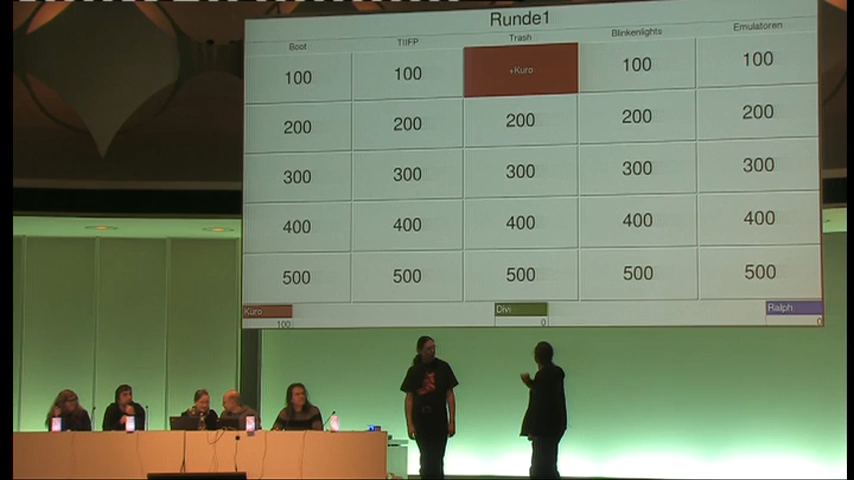 Runde1
Boot TIIFP Trash Blinkenlights Emulatoren
100 100 +Kuro 100 100
200 200 200 200 200
300 300 300 300 300
400 400 400 400 400
500 500 500 500 500
Kuro Divi Ralph
100 0 0